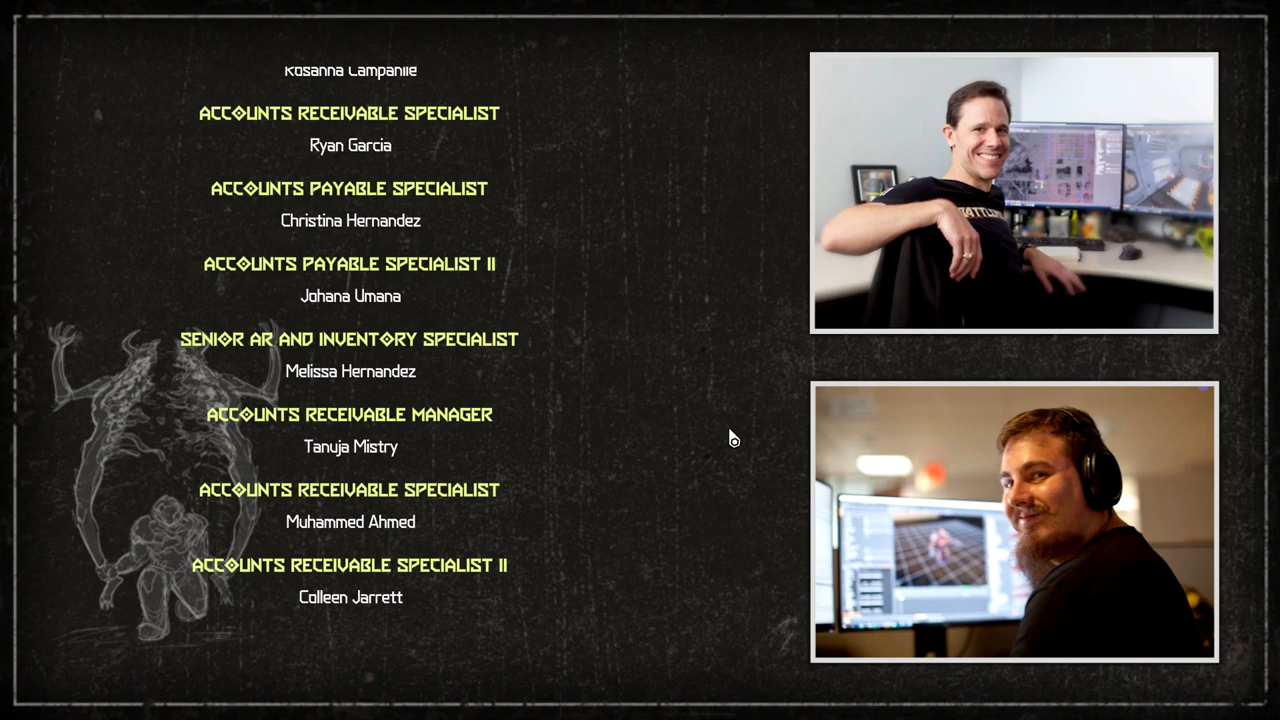 Rosanna Campanile
ACCOUNTS RECEIVABLE SPECIALIST
Ryan Garcia
ACCOUNTS PAYABLE SPECIALIST
Christina Hernandez
ACCOUNTS PAYABLE SPECIALIST II
Johana Umana
SENIOR AR AND INVENTORY SPECIALIST
Melissa Hernandez
ACCOUNTS RECEIVABLE MANAGER
Tanuja Mistry
ACCOUNTS RECEIVABLE SPECIALIST
Muhammed Ahmed
ACCOUNTS RECEIVABLE SPECIALIST II
Colleen Jarrett